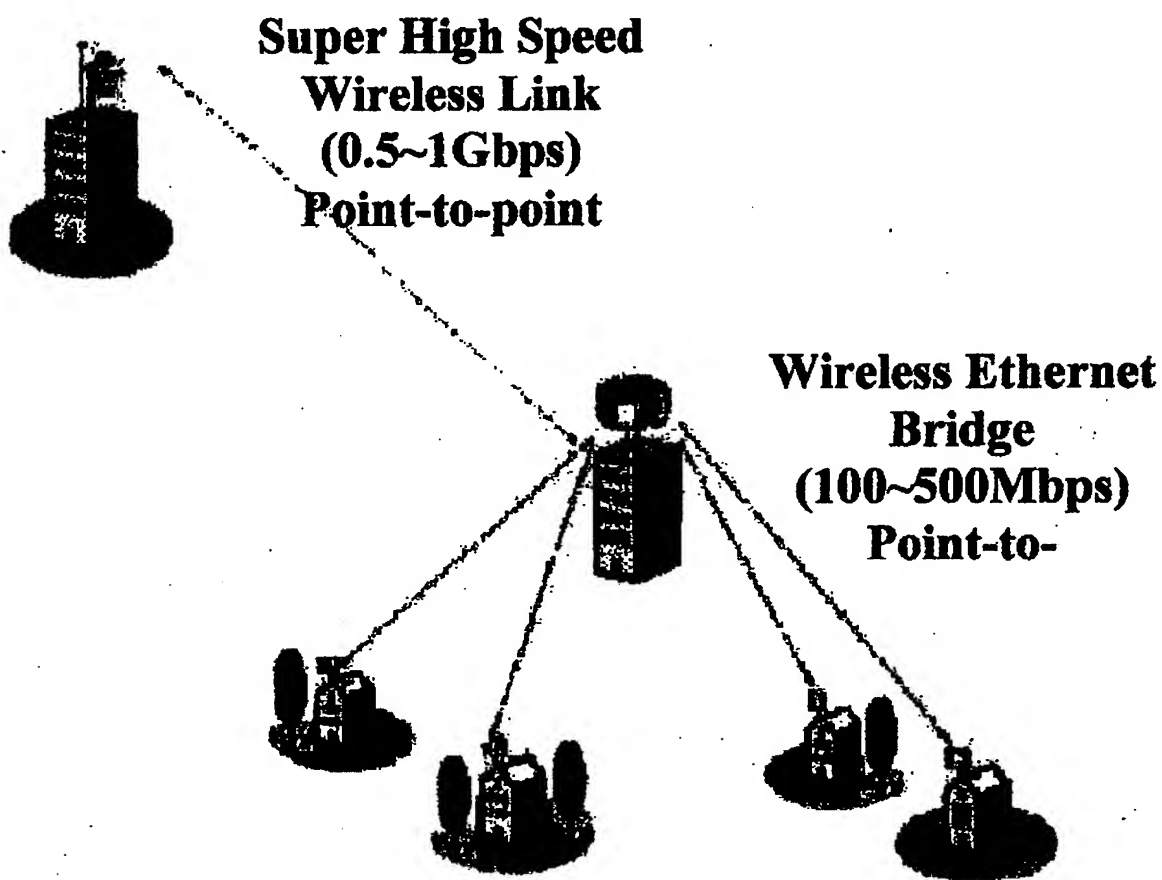 Super High Speed
Wireless Link
(0.5~1Gbps)
Point-to-point
Wireless Ethernet
Bridge
(100~500Mbps)
Point-to-